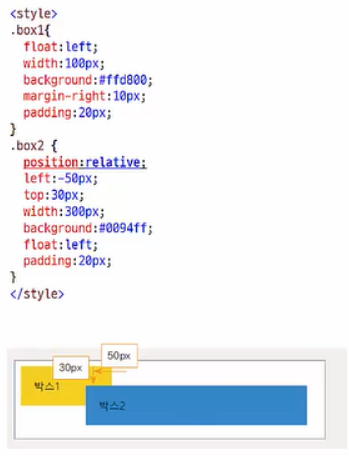 <style>
.box1{
float:left;
width:100px;
background:#ffd800;
margin-right:10px;
padding:20px;
}
.box2 {
position:relative;
left:-50px;
top:30px;
width:300px;
background:#0094ff;
float:left;
padding:20px;
}
</style>
50px
30px
박스1
박스2